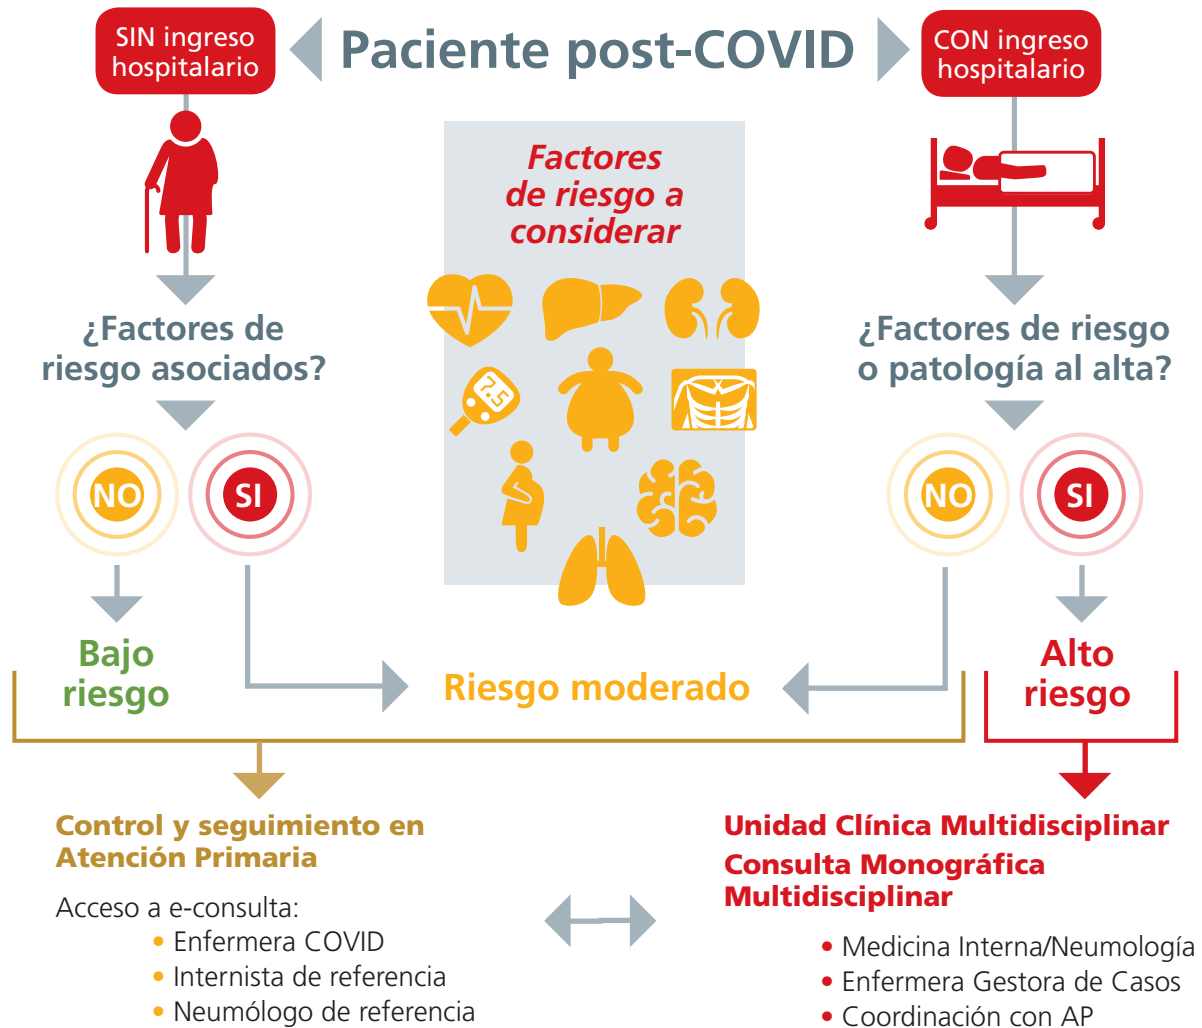 SIN ingreso
hospitalario
Paciente post-COVID
CON ingreso
hospitalario
Factores
de riesgo a
considerar
¿Factores de
riesgo asociados?
¿Factores de riesgo
o patología al alta?
7.5
NO
SI
NO
SI
Bajo
riesgo
Riesgo moderado
Alto
riesgo
Control y seguimiento en
Atención Primaria
Acceso a e-consulta:
• Enfermera COVID
• Internista de referencia
• Neumólogo de referencia
Unidad Clínica Multidisciplinar
Consulta Monográfica
Multidisciplinar
• Medicina Interna/Neumología
• Enfermera Gestora de Casos
• Coordinación con AP